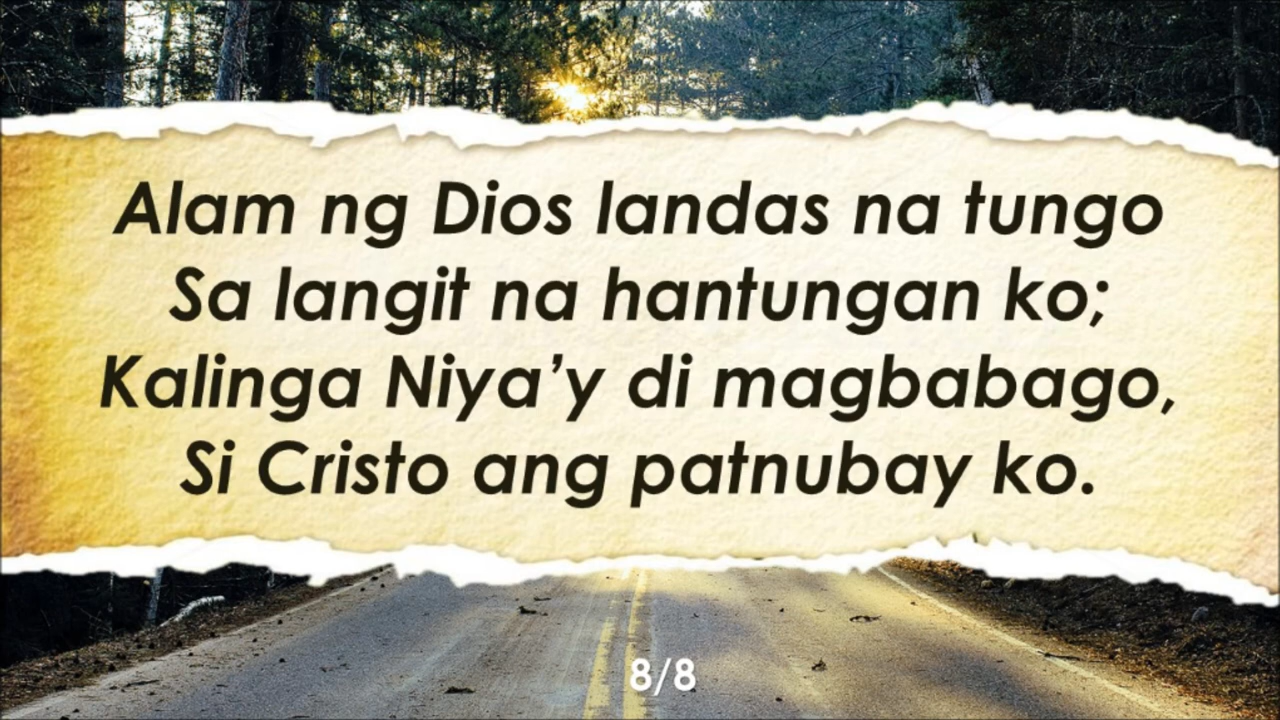 Alam ng Dios landas na tungo
Sa langit na hantungan ko;
Kalinga Niya’y di magbabago,
Si Cristo ang patnubay ko.
8/8